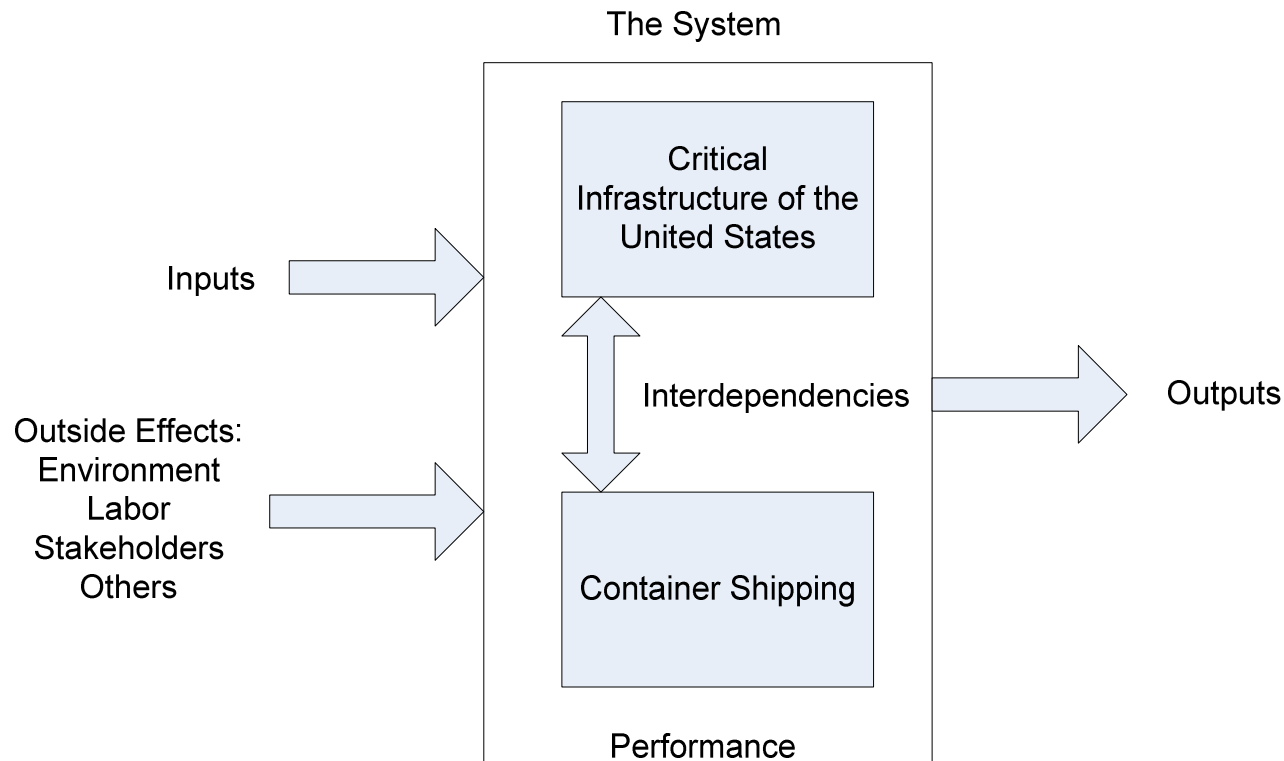 The System
Critical
Infrastructure of the
United States
Inputs
Interdependencies
Outputs
Outside Effects:
Environment
Labor
Stakeholders
Others
Container Shipping
Performance